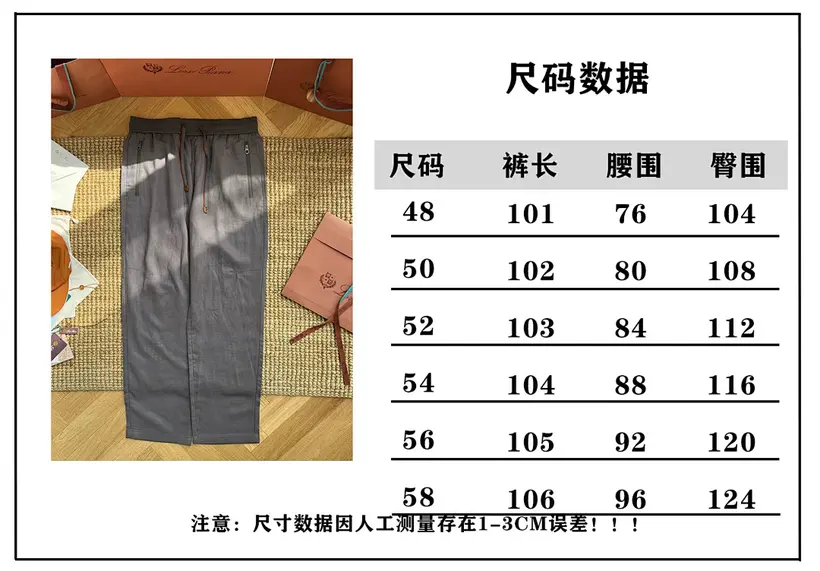 Loro Piana
尺码数据
尺码 裤长 腰围 臀围
48 101 76 104
50 102 80 108
52 103 84 112
54 104 88 116
56 105 92 120
58 106 96 124
注意：尺寸数据因人工测量存在1-3CM误差！！！